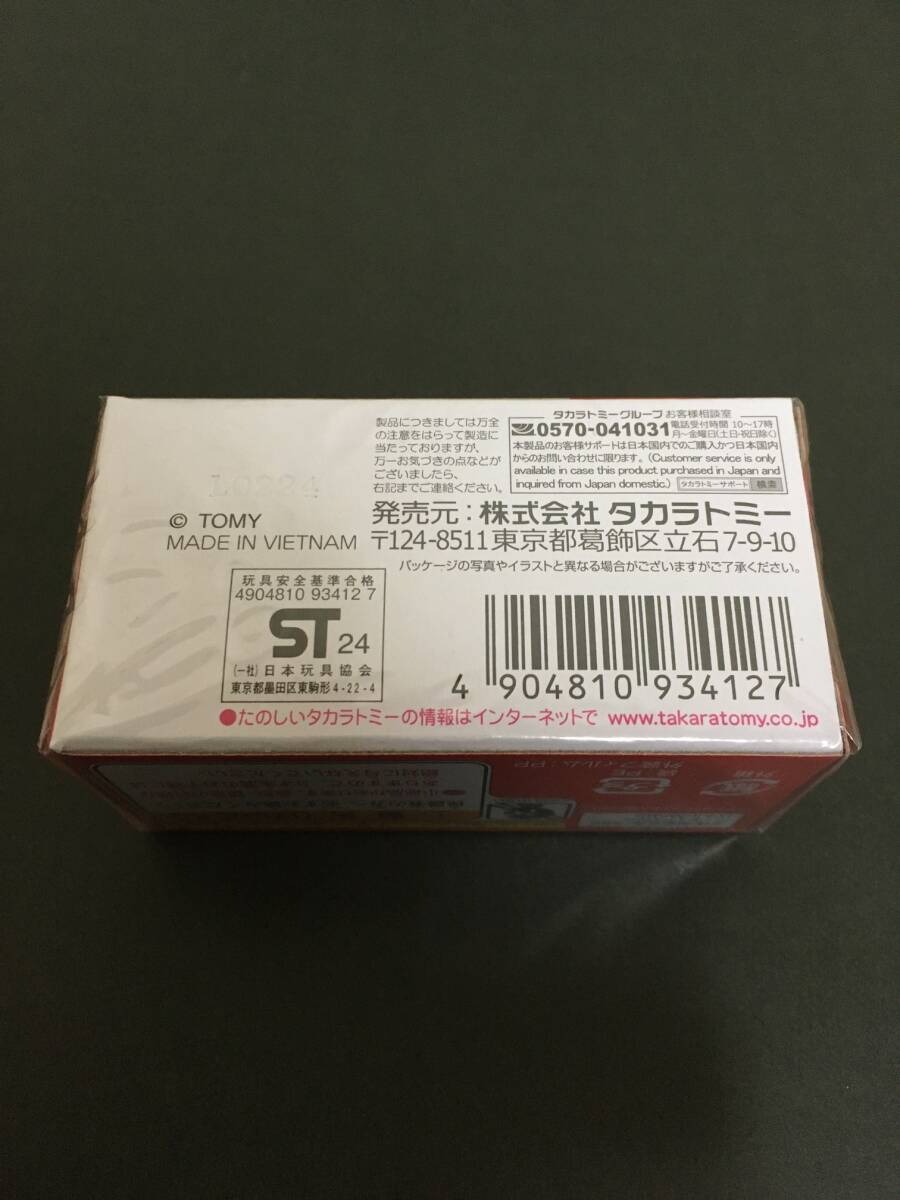 製品につきましては万全
の注意をはらって製造に
当たっておりますが、
万一お気づきの点などが
ございましたら、
右記までご連絡ください。
タカラトミーグループ お客様相談室
0570-041031 電話受付時間 10〜17時
月〜金曜日(土日・祝日除く)
本製品のお客様サポートは日本国内でのご購入かつ日本国内
からのお問い合わせに限ります。(Customer service is only
available in case this product purchased in Japan and
inquired from Japan domestic.) タカラトミーサポート 検索
© TOMY
MADE IN VIETNAM
発売元：株式会社 タカラトミー
〒124-8511 東京都葛飾区立石7-9-10
パッケージの写真やイラストと異なる場合がございますがご了承ください。
玩具安全基準合格
4904810 93412 7
ST 24
(一社)日本玩具協会
東京都墨田区東駒形4-22-4
4 904810 934127
●たのしいタカラトミーの情報はインターネットで www.takaratomy.co.jp
外箱
紙
袋：PE
外装フィルム：PP